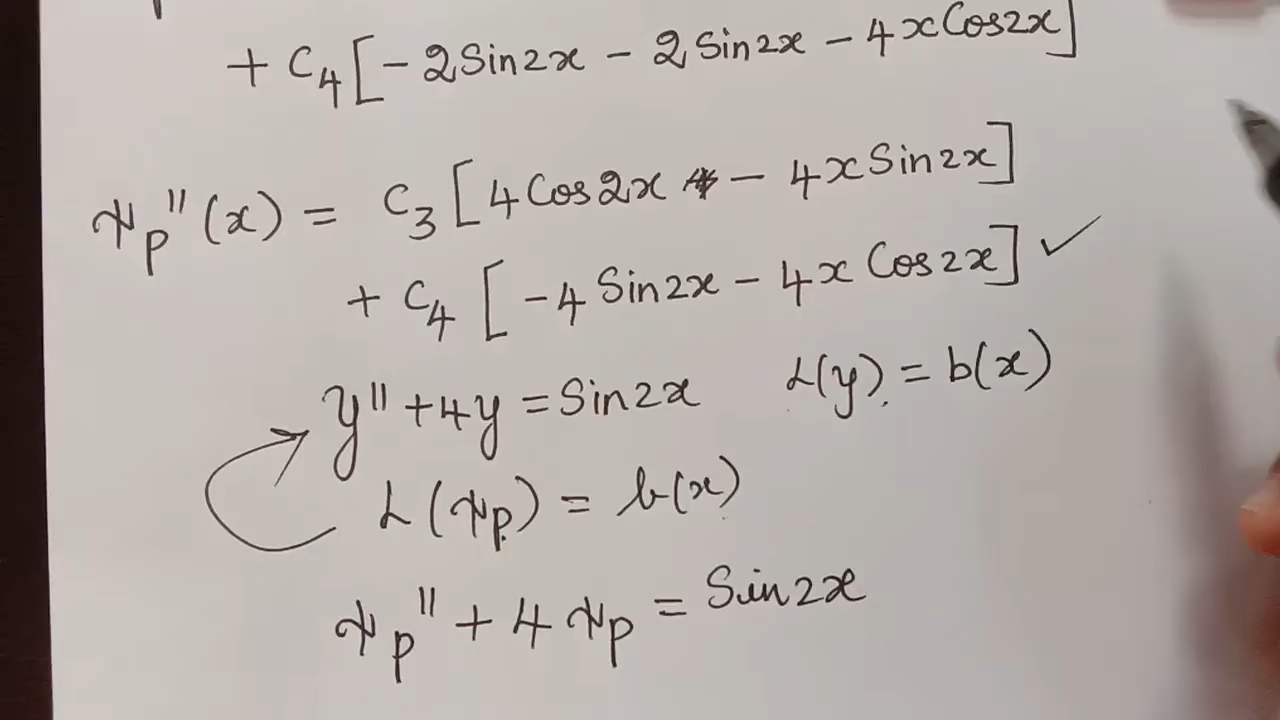 + C₄[- 2Sin2x - 2Sin2x - 4xCos2x]
ψp''(x) = C₃[4Cos2x - 4xSin2x]
+ C₄[-4Sin2x - 4xCos2x] ✓
y'' + 4y = Sin2x L(y) = b(x)
L(ψp) = b(x)
ψp'' + 4ψp = Sin2x